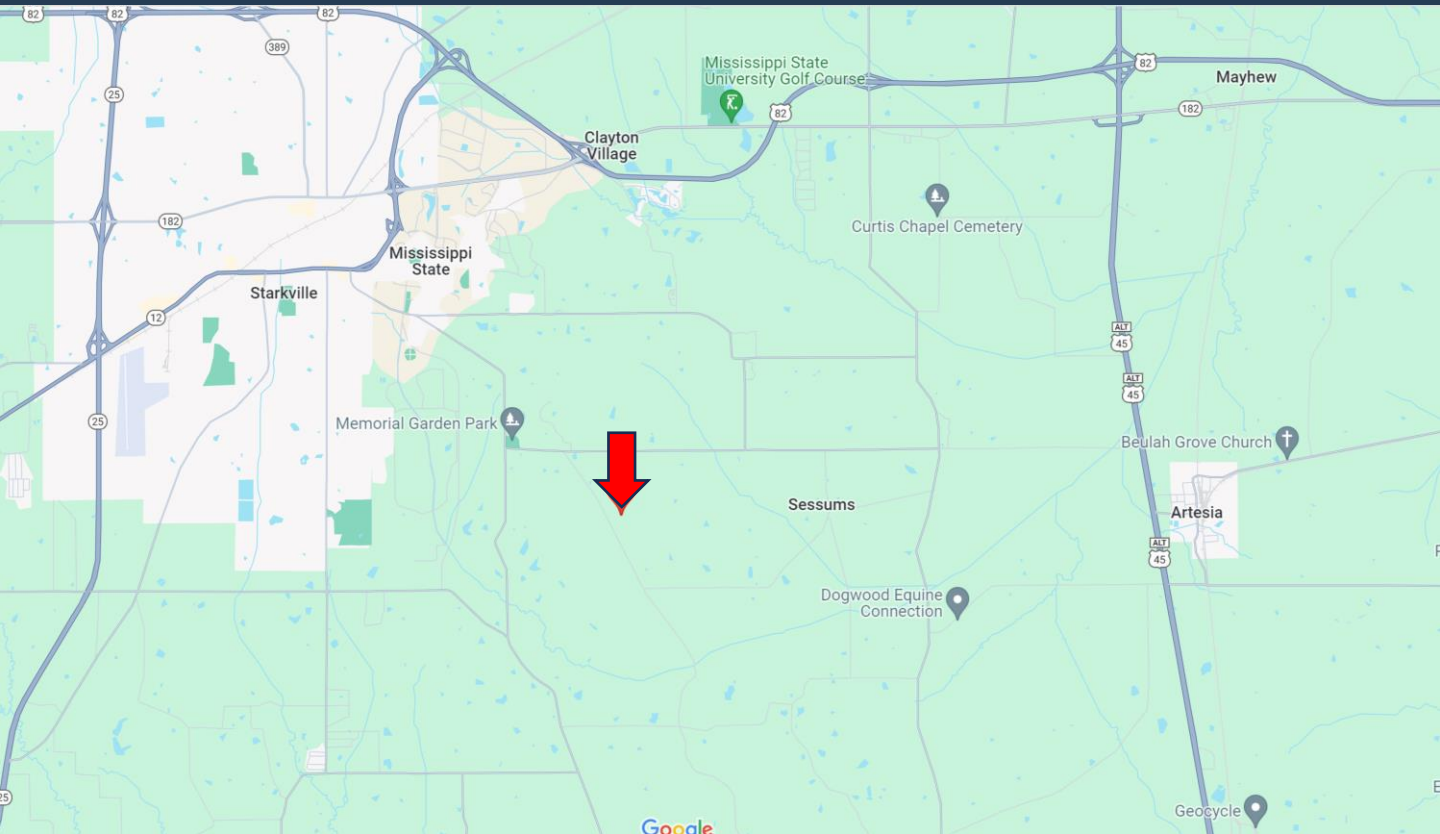 82
82
82
389
Mississippi State
University Golf Course
82
Mayhew
25
182
82
Clayton
Village
Curtis Chapel Cemetery
182
Mississippi
State
Starkville
12
ALT
45
ALT
45
25
Memorial Garden Park
Beulah Grove Church
Sessums
Artesia
ALT
45
Dogwood Equine
Connection
25
Geocycle
Google